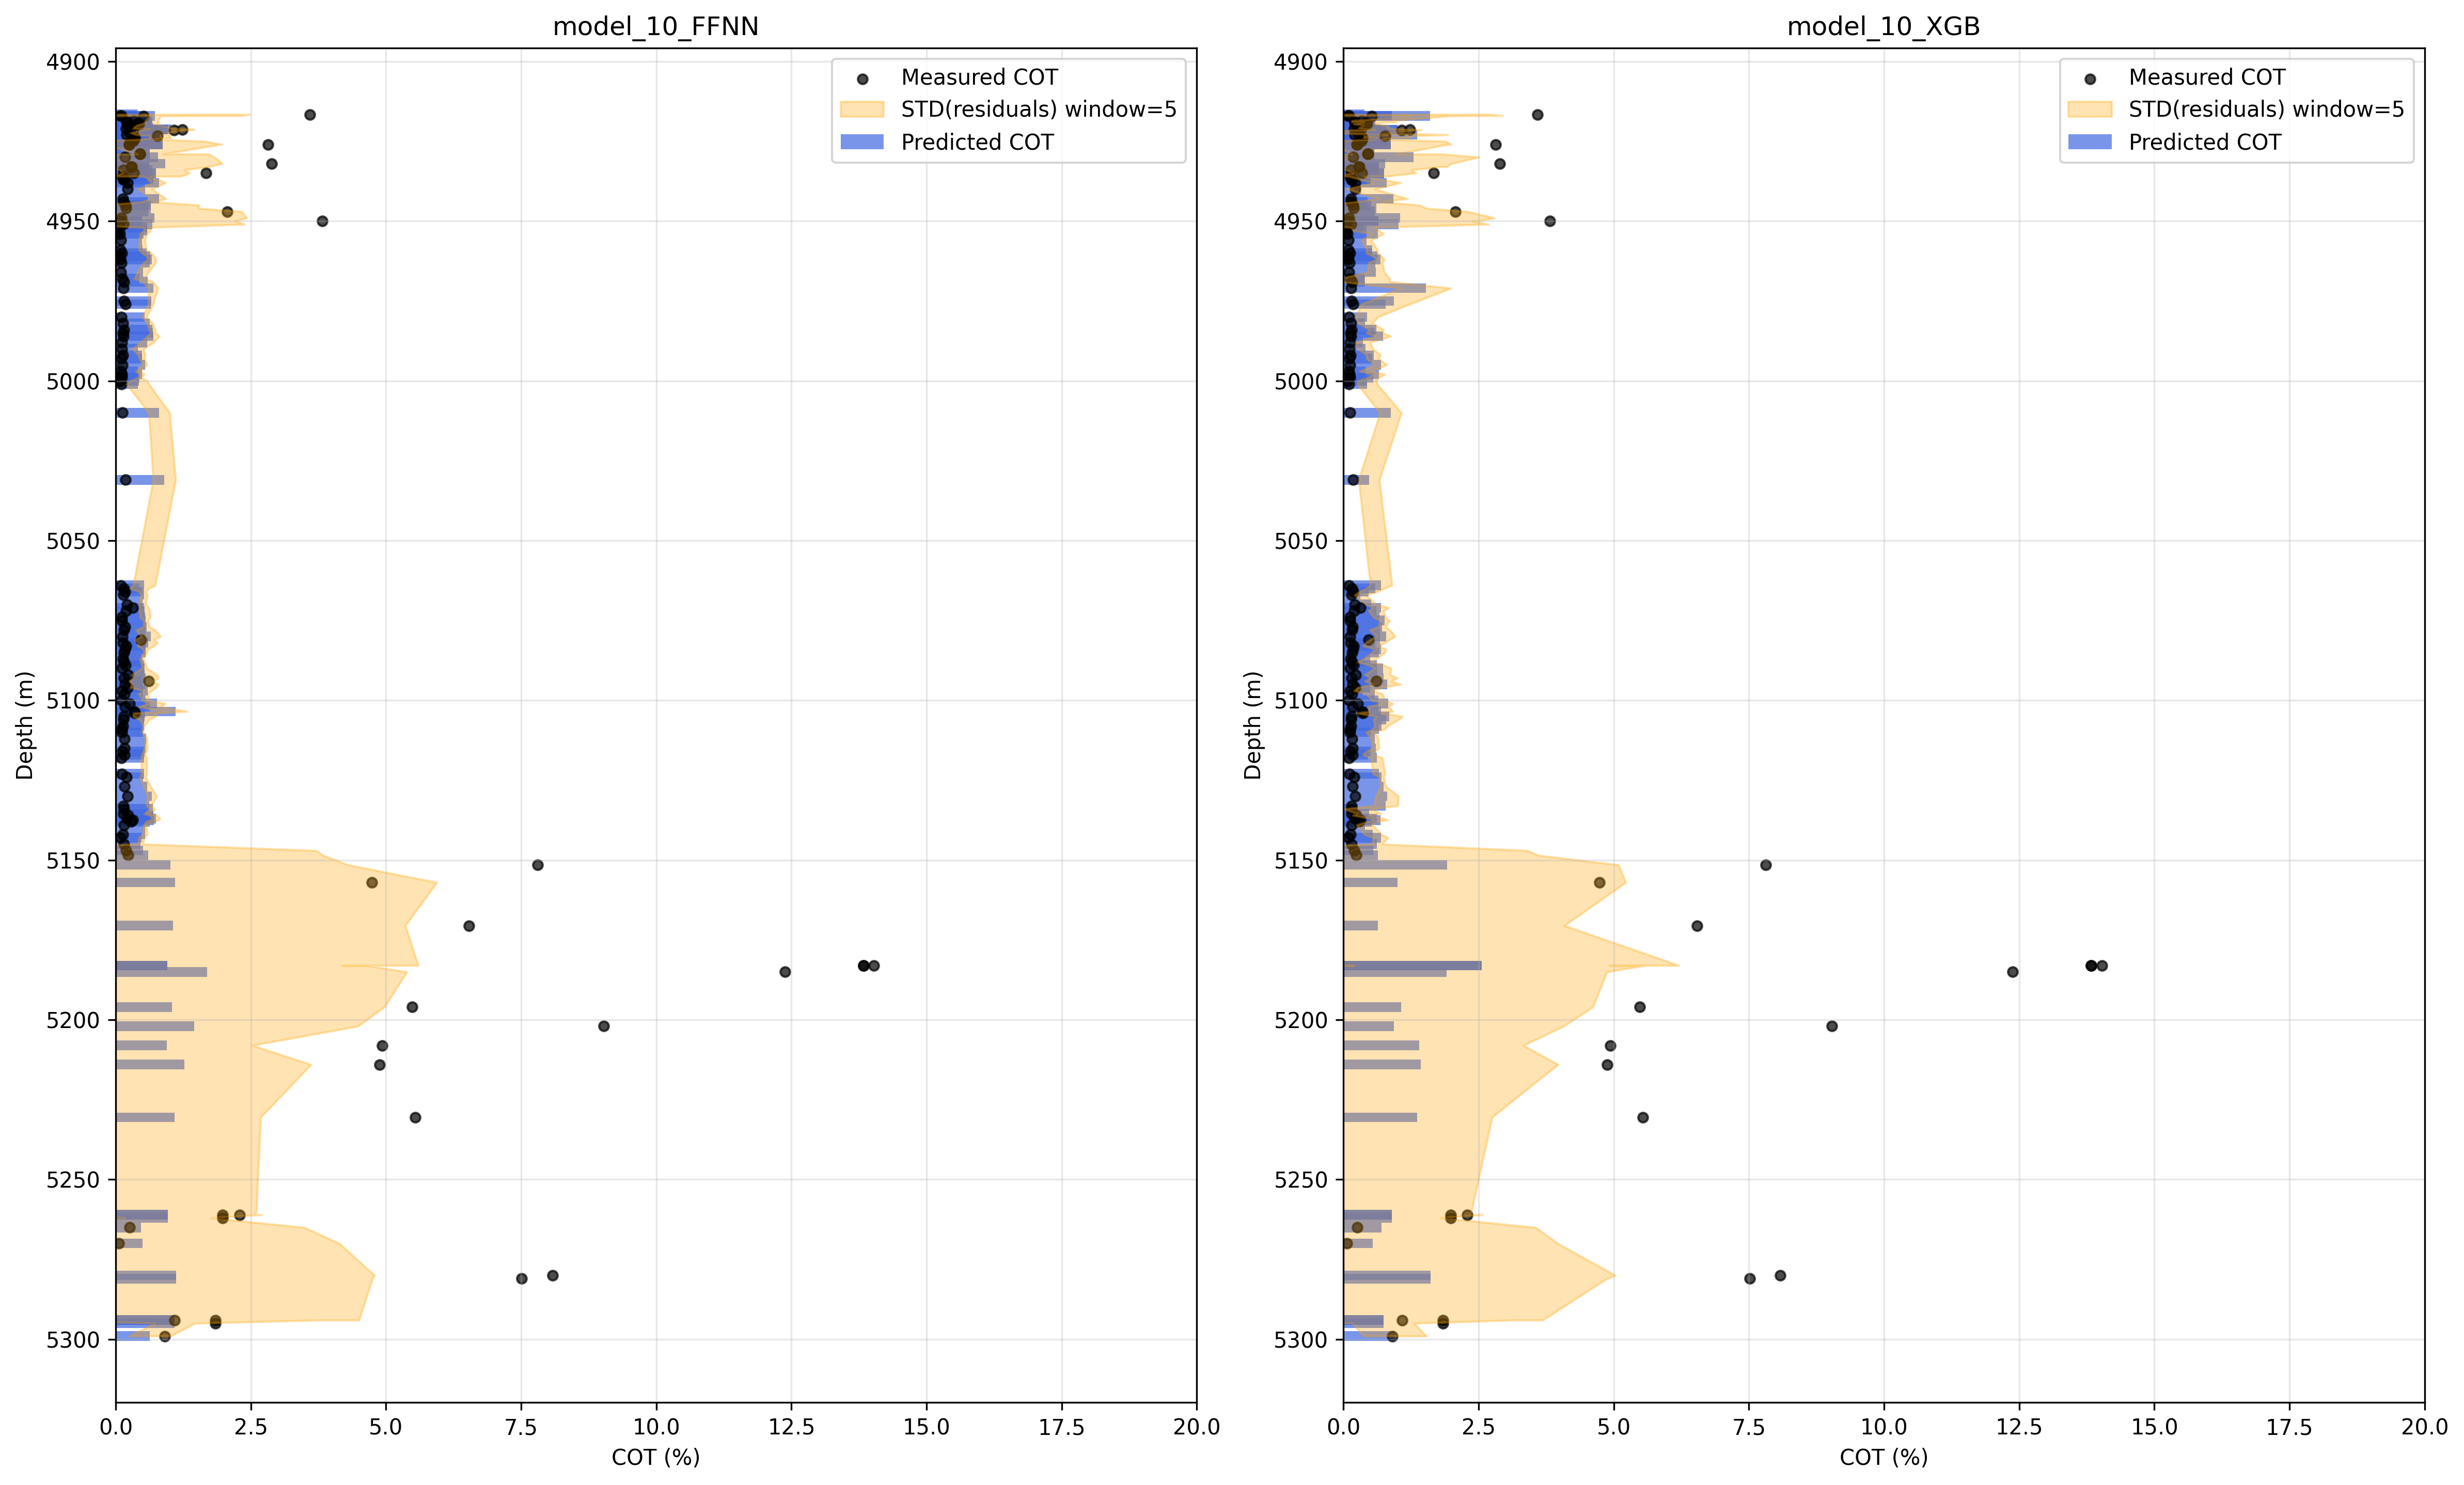 model_10_FFNN
Measured COT
STD(residuals) window=5
Predicted COT
Depth (m)
4900
4950
5000
5050
5100
5150
5200
5250
5300
0.0 2.5 5.0 7.5 10.0 12.5 15.0 17.5 20.0
COT (%)
model_10_XGB
Measured COT
STD(residuals) window=5
Predicted COT
Depth (m)
4900
4950
5000
5050
5100
5150
5200
5250
5300
0.0 2.5 5.0 7.5 10.0 12.5 15.0 17.5 20.0
COT (%)